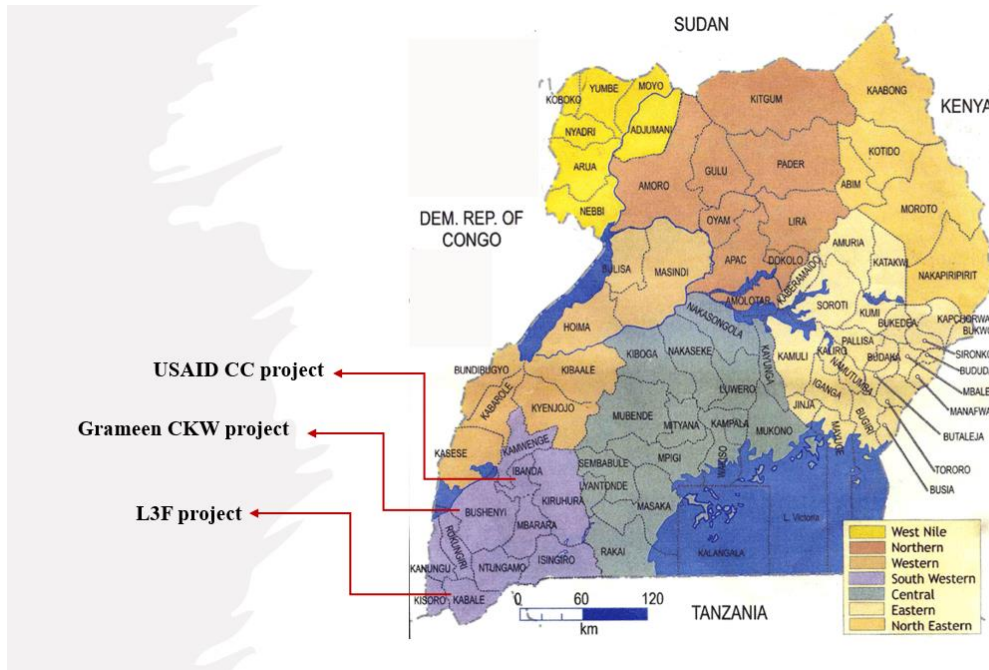 SUDAN
KENYA
DEM. REP. OF
CONGO
TANZANIA
KOBOKO
YUMBE
MOYO
NYADRI
ADJUMANI
ARUA
NEBBI
KITGUM
KAABONG
KOTIDO
GULU
PADER
AMORO
ABIM
MOROTO
OYAM
LIRA
APAC
DOKOLO
AMURIA
KATAKWI
NAKAPIRIPIRIT
KABERAMAIDO
AMOLOTAR
SOROTI
KUMI
BULISA
MASINDI
HOIMA
NAKASONGOLA
BUKEDEA
KAPCHORWA
BUKWO
SIRONKO
BUDUDA
MBALE
MANAFWA
BUTALEJA
TORORO
BUSIA
PALLISA
KAMULI
KALIRO
BUDAKA
NAMUTUMBA
IGANGA
JINJA
BUGIRI
KIBOGA
NAKASEKE
KAYUNGA
LUWERO
BUNDIBUGYO
KIBAALE
KABAROLE
KYENJOJO
MUBENDE
MITYANA
KAMPALA
MUKONO
KASESE
KAMWENGE
MPIGI
IBANDA
SEMBABULE
LYANTONDE
KIRUHURA
MASAKA
BUSHENYI
MBARARA
L. Victoria
KALANGALA
RAKAI
KANUNGU
NTUNGAMO
ISINGIRO
KABALE
USAID CC project
Grameen CKW project
L3F project
0 60 120
km
West Nile
Northern
Western
South Western
Central
Eastern
North Eastern